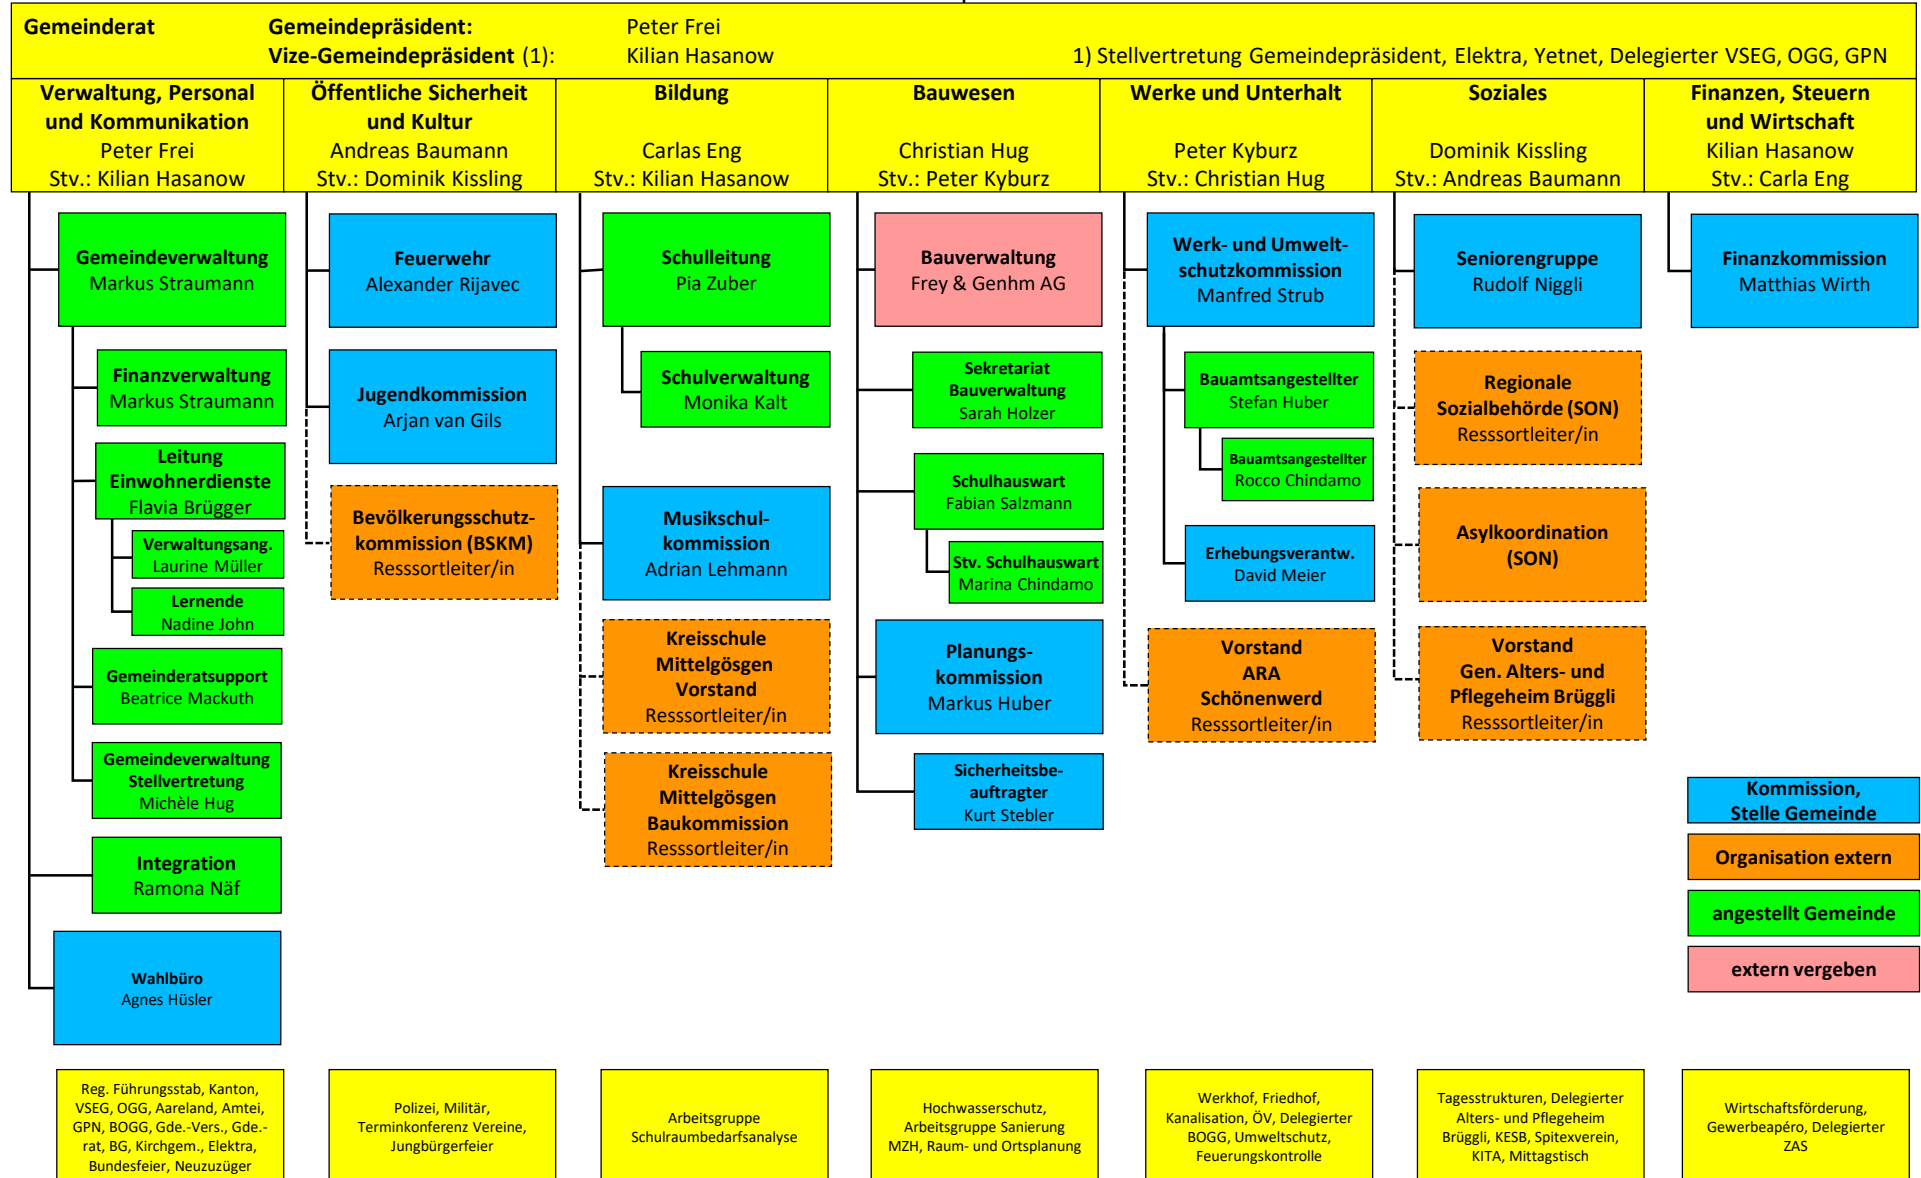 Gemeinderat Gemeindepräsident: Peter Frei
Vize-Gemeindepräsident (1): Kilian Hasanow 1) Stellvertretung Gemeindepräsident, Elektra, Yetnet, Delegierter VSEG, OGG, GPN
Verwaltung, Personal
und Kommunikation
Peter Frei
Stv.: Kilian Hasanow
Öffentliche Sicherheit
und Kultur
Andreas Baumann
Stv.: Dominik Kissling
Bildung
Carlas Eng
Stv.: Kilian Hasanow
Bauwesen
Christian Hug
Stv.: Peter Kyburz
Werke und Unterhalt
Peter Kyburz
Stv.: Christian Hug
Soziales
Dominik Kissling
Stv.: Andreas Baumann
Finanzen, Steuern
und Wirtschaft
Kilian Hasanow
Stv.: Carla Eng
Gemeindeverwaltung
Markus Straumann
Finanzverwaltung
Markus Straumann
Leitung
Einwohnerdienste
Flavia Brügger
Verwaltungsang.
Laurine Müller
Lernende
Nadine John
Gemeinderatsupport
Beatrice Mackuth
Gemeindeverwaltung
Stellvertretung
Michèle Hug
Integration
Ramona Näf
Wahlbüro
Agnes Hüsler
Feuerwehr
Alexander Rijavec
Jugendkommission
Arjan van Gils
Bevölkerungsschutz-
kommission (BSKM)
Resssortleiter/in
Schulleitung
Pia Zuber
Schulverwaltung
Monika Kalt
Musikschul-
kommission
Adrian Lehmann
Kreisschule
Mittelgösgen
Vorstand
Resssortleiter/in
Kreisschule
Mittelgösgen
Baukommission
Resssortleiter/in
Bauverwaltung
Frey & Genhm AG
Sekretariat
Bauverwaltung
Sarah Holzer
Schulhauswart
Fabian Salzmann
Stv. Schulhauswart
Marina Chindamo
Planungs-
kommission
Markus Huber
Sicherheitsbe-
auftragter
Kurt Stebler
Werk- und Umwelt-
schutzkommission
Manfred Strub
Bauamtsangestellter
Stefan Huber
Bauamtsangestellter
Rocco Chindamo
Erhebungsverantw.
David Meier
Vorstand
ARA
Schönenwerd
Resssortleiter/in
Seniorengruppe
Rudolf Niggli
Regionale
Sozialbehörde (SON)
Resssortleiter/in
Asylkoordination
(SON)
Vorstand
Gen. Alters- und
Pflegeheim Brüggli
Resssortleiter/in
Finanzkommission
Matthias Wirth
Kommission,
Stelle Gemeinde
Organisation extern
angestellt Gemeinde
extern vergeben
Reg. Führungsstab, Kanton,
VSEG, OGG, Aareland, Amtei,
GPN, BOGG, Gde.-Vers., Gde.-
rat, BG, Kirchgem., Elektra,
Bundesfeier, Neuzuzüger
Polizei, Militär,
Terminkonferenz Vereine,
Jungbürgerfeier
Arbeitsgruppe
Schulraumbedarfsanalyse
Hochwasserschutz,
Arbeitsgruppe Sanierung
MZH, Raum- und Ortsplanung
Werkhof, Friedhof,
Kanalisation, ÖV, Delegierter
BOGG, Umweltschutz,
Feuerungskontrolle
Tagesstrukturen, Delegierter
Alters- und Pflegeheim
Brüggli, KESB, Spitexverein,
KITA, Mittagstisch
Wirtschaftsförderung,
Gewerbeapéro, Delegierter
ZAS